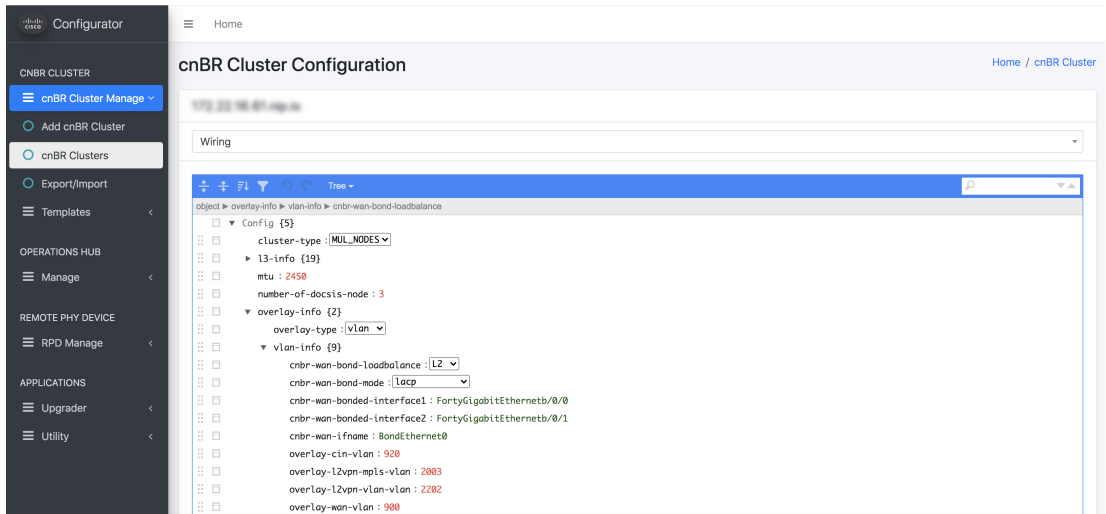 CISCO Configurator
Home
CNBR CLUSTER
cnBR Cluster Manage
Add cnBR Cluster
cnBR Clusters
Export/Import
Templates
OPERATIONS HUB
Manage
REMOTE PHY DEVICE
RPD Manage
APPLICATIONS
Upgrader
Utility
cnBR Cluster Configuration
Home / cnBR Cluster
Wiring
Tree
object ► overlay-info ► vlan-info ► cnbr-wan-bond-loadbalance
Config {5}
cluster-type : MUL_NODES
l3-info {19}
mtu : 2450
number-of-docsis-node : 3
overlay-info {2}
overlay-type : vlan
vlan-info {9}
cnbr-wan-bond-loadbalance : L2
cnbr-wan-bond-mode : lacp
cnbr-wan-bonded-interface1 : FortyGigabitEthernetb/0/0
cnbr-wan-bonded-interface2 : FortyGigabitEthernetb/0/1
cnbr-wan-ifname : BondEthernet0
overlay-cin-vlan : 920
overlay-l2vpn-mpls-vlan : 2003
overlay-l2vpn-vlan-vlan : 2202
overlay-wan-vlan : 900